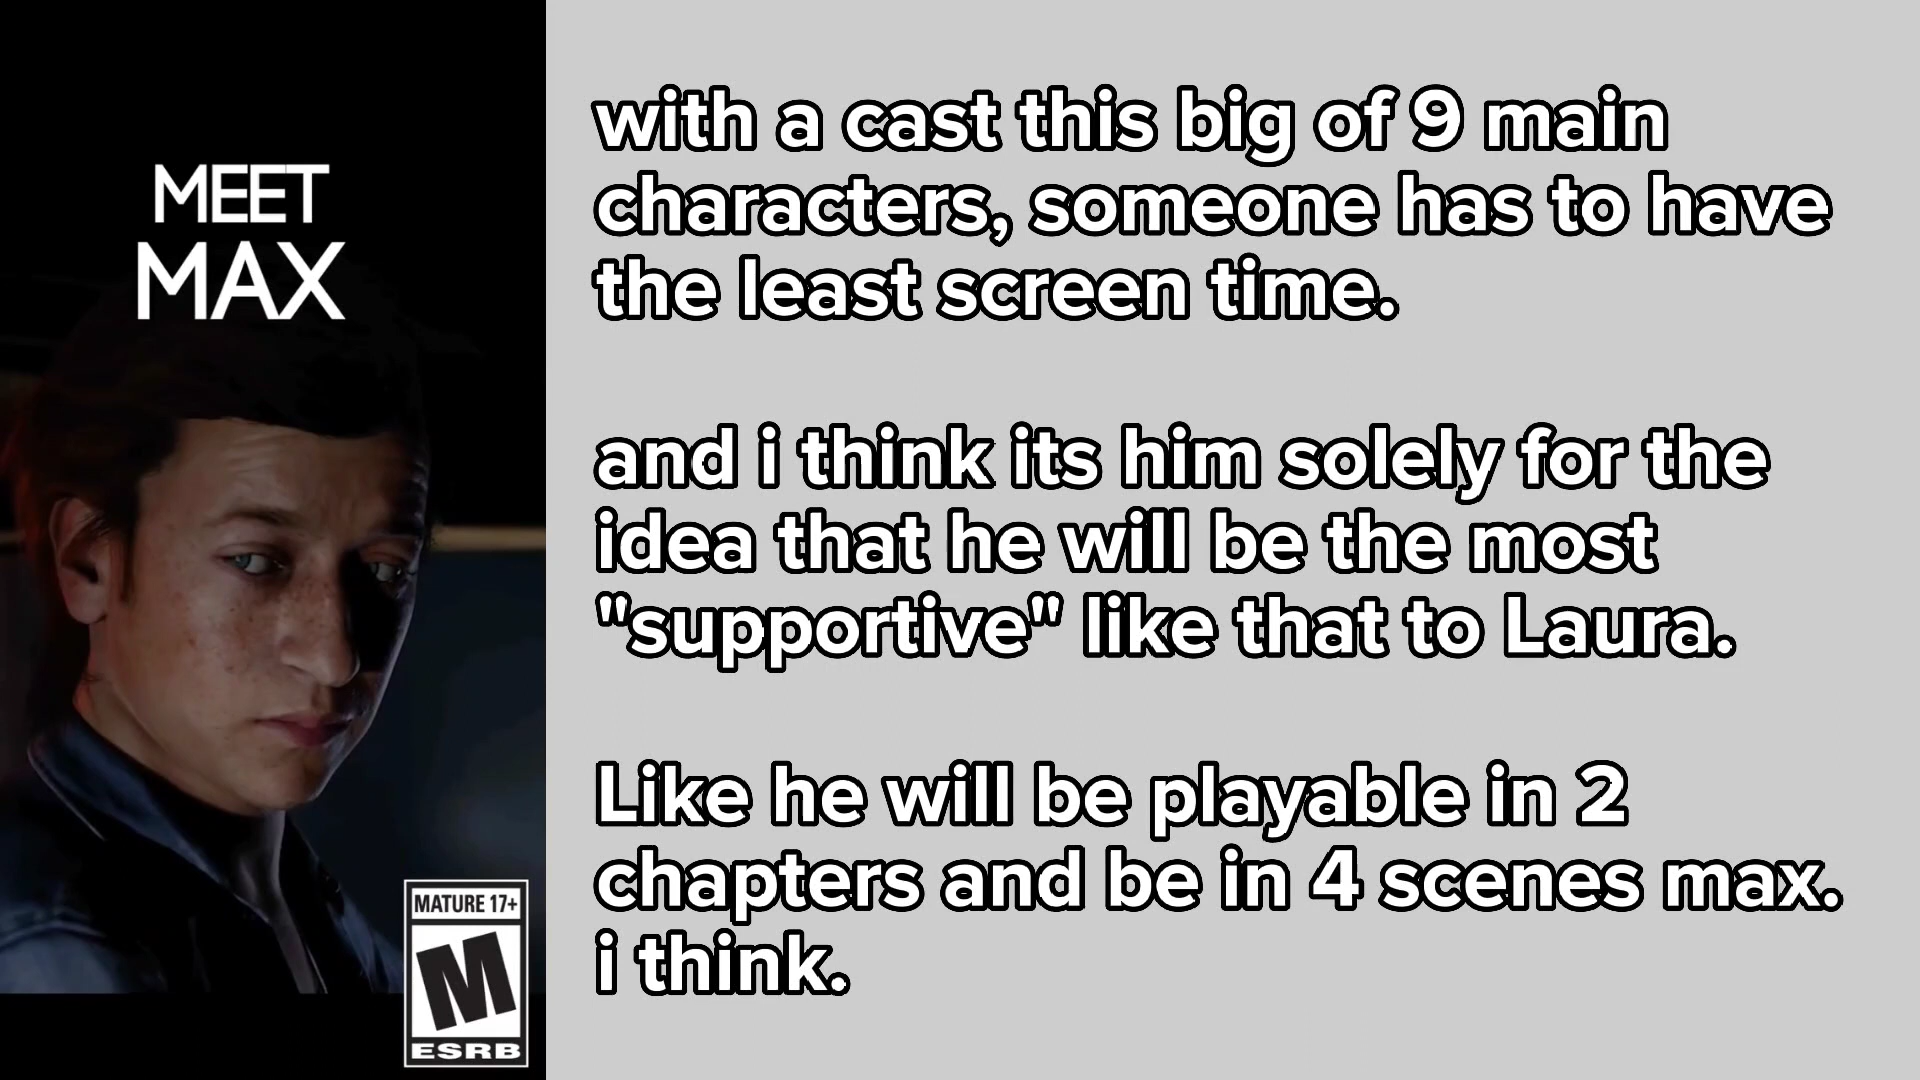 MEET
MAX
with a cast this big of 9 main
characters, someone has to have
the least screen time.
and i think its him solely for the
idea that he will be the most
"supportive" like that to Laura.
Like he will be playable in 2
chapters and be in 4 scenes max.
i think.
MATURE 17+
M
ESRB